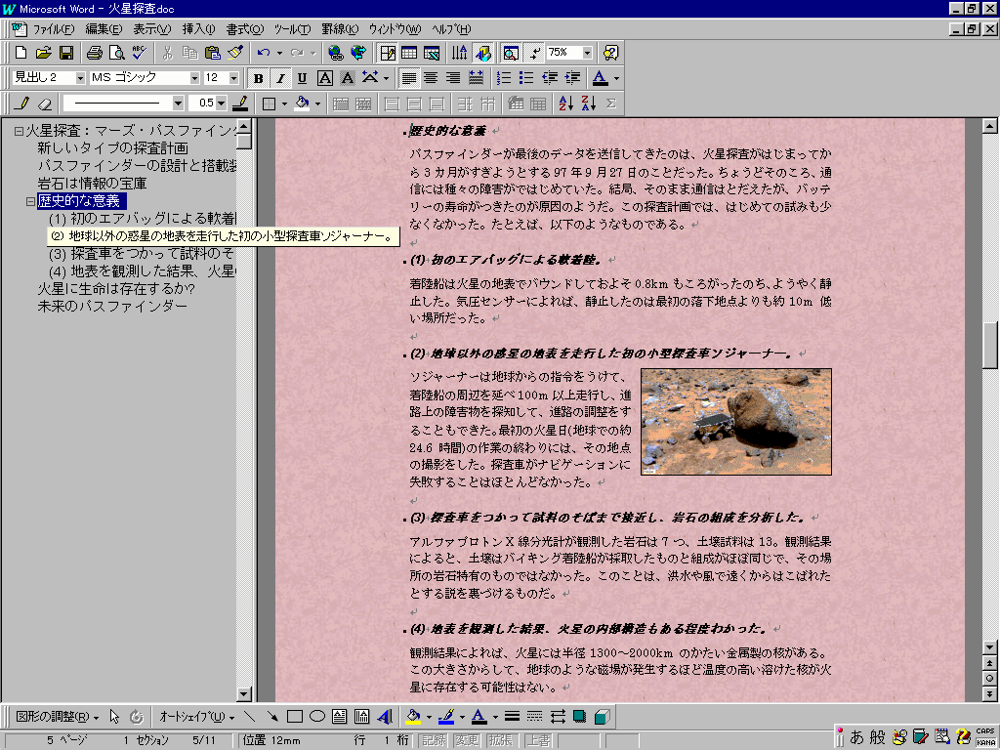 Microsoft Word - 火星探査.doc
ファイル(F) 編集(E) 表示(V) 挿入(I) 書式(O) ツール(T) 罫線(K) ウィンドウ(W) ヘルプ(H)
75%
見出し 2 MS ゴシック 12 B I U A A A
0.5
火星探査：マーズ・パスファイン
新しいタイプの探査計画
パスファインダーの設計と搭載
岩石は情報の宝庫
歴史的な意義
(1) 初のエアバッグによる軟着
(2) 地球以外の惑星の地表を走行した初の小型探査車ソジャーナー。
(3) 探査車をつかって試料のそ
(4) 地表を観測した結果、火星
火星に生命は存在するか?
未来のパスファインダー
歴史的な意義
パスファインダーが最後のデータを送信してきたのは、火星探査がはじまってか
ら 3 カ月がすぎようとする 97 年 9 月 27 日のことだった。ちょうどそのころ、通
信には種々の障害がではじめていた。結局、そのまま通信はとだえたが、バッテ
リーの寿命がつきたのが原因のようだ。この探査計画では、はじめての試みも少
なくなかった。たとえば、以下のようなものである。
(1) 初のエアバッグによる軟着陸。
着陸船は火星の地表でバウンドしておよそ 0.8km もころがったのち、ようやく静
止した。気圧センサーによれば、静止したのは最初の落下地点よりも約 10m 低
い場所だった。
(2) 地球以外の惑星の地表を走行した初の小型探査車ソジャーナー。
ソジャーナーは地球からの指令をうけて、
着陸船の周辺を延べ 100m 以上走行し、進
路上の障害物を探知して、進路の調整をす
ることもできた。最初の火星日(地球での約
24.6 時間)の作業の終わりには、その地点
の撮影をした。探査車がナビゲーションに
失敗することはほとんどなかった。
(3) 探査車をつかって試料のそばまで接近し、岩石の組成を分析した。
アルファプロトン X 線分光計が観測した岩石は 7 つ、土壌試料は 13。観測結果
によると、土壌はバイキング着陸船が採取したものと組成がほぼ同じで、その場
所の岩石特有のものではなかった。このことは、洪水や風で遠くからはこばれた
とする説を裏づけるものだ。
(4) 地表を観測した結果、火星の内部構造もある程度わかった。
観測結果によれば、火星には半径 1300～2000km のかたい金属製の核がある。
この大きさからして、地球のような磁場が発生するほど温度の高い溶けた核が火
星に存在する可能性はない。
図形の調整(R) オートシェイプ(U)
5 ページ 1 セクション 5/11 位置 12mm 行 1 桁 記録 変更 拡張 上書
あ 般 CAPS
KANA